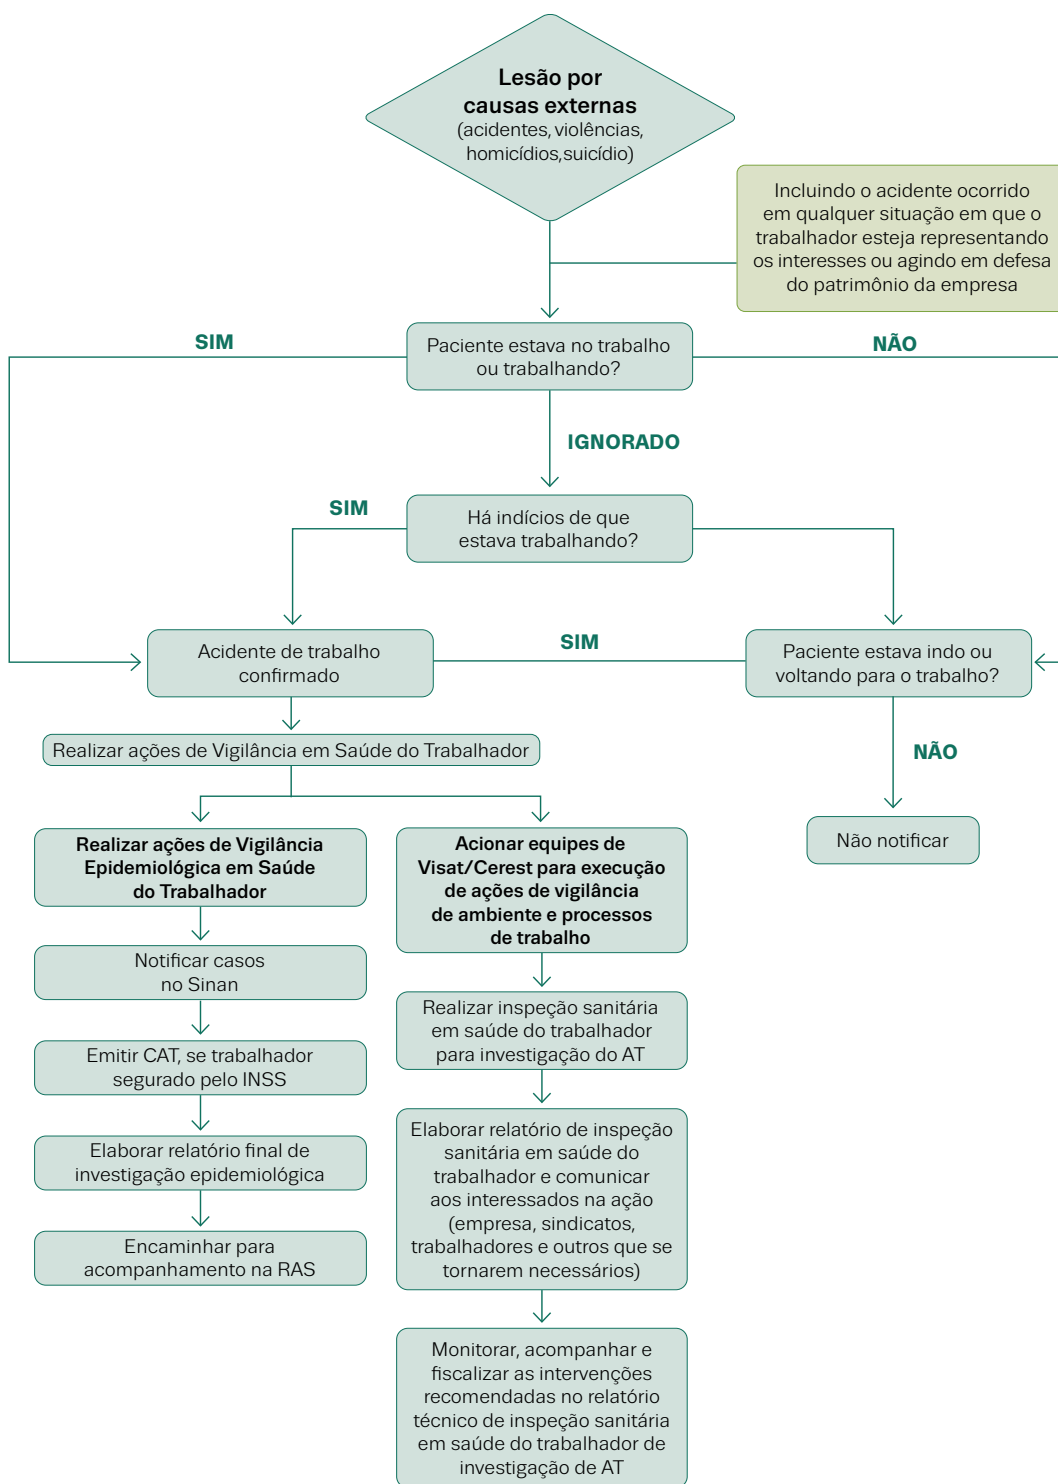 Lesão por
causas externas
(acidentes, violências,
homicídios, suicídio)
Incluindo o acidente ocorrido
em qualquer situação em que o
trabalhador esteja representando
os interesses ou agindo em defesa
do patrimônio da empresa
SIM
Paciente estava no trabalho
ou trabalhando?
NÃO
IGNORADO
SIM
Há indícios de que
estava trabalhando?
Acidente de trabalho
confirmado
SIM
Paciente estava indo ou
voltando para o trabalho?
NÃO
Não notificar
Realizar ações de Vigilância em Saúde do Trabalhador
Realizar ações de Vigilância
Epidemiológica em Saúde
do Trabalhador
Notificar casos
no Sinan
Emitir CAT, se trabalhador
segurado pelo INSS
Elaborar relatório final de
investigação epidemiológica
Encaminhar para
acompanhamento na RAS
Acionar equipes de
Visat/Cerest para execução
de ações de vigilância
de ambiente e processos
de trabalho
Realizar inspeção sanitária
em saúde do trabalhador
para investigação do AT
Elaborar relatório de inspeção
sanitária em saúde do
trabalhador e comunicar
aos interessados na ação
(empresa, sindicatos,
trabalhadores e outros que se
tornarem necessários)
Monitorar, acompanhar e
fiscalizar as intervenções
recomendadas no relatório
técnico de inspeção sanitária
em saúde do trabalhador de
investigação de AT